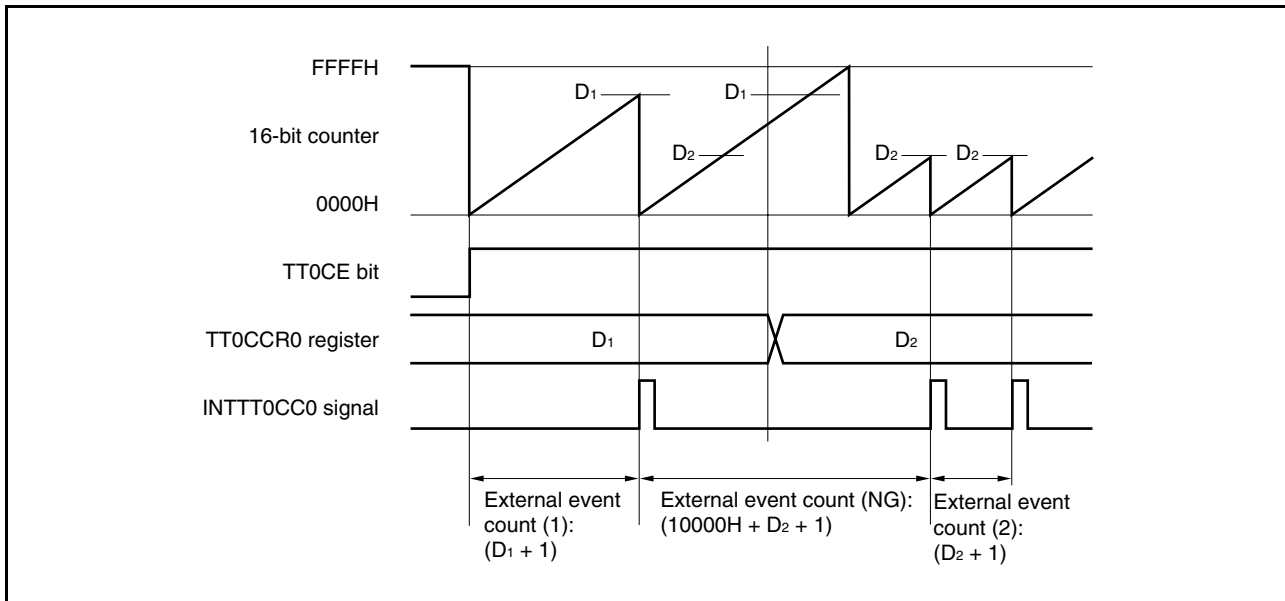 FFFFH
D1
D1
16-bit counter
D2
D2
D2
0000H
TT0CE bit
TT0CCR0 register
D1
D2
INTTT0CC0 signal
External event
count (1):
(D1 + 1)
External event count (NG):
(10000H + D2 + 1)
External event
count (2):
(D2 + 1)